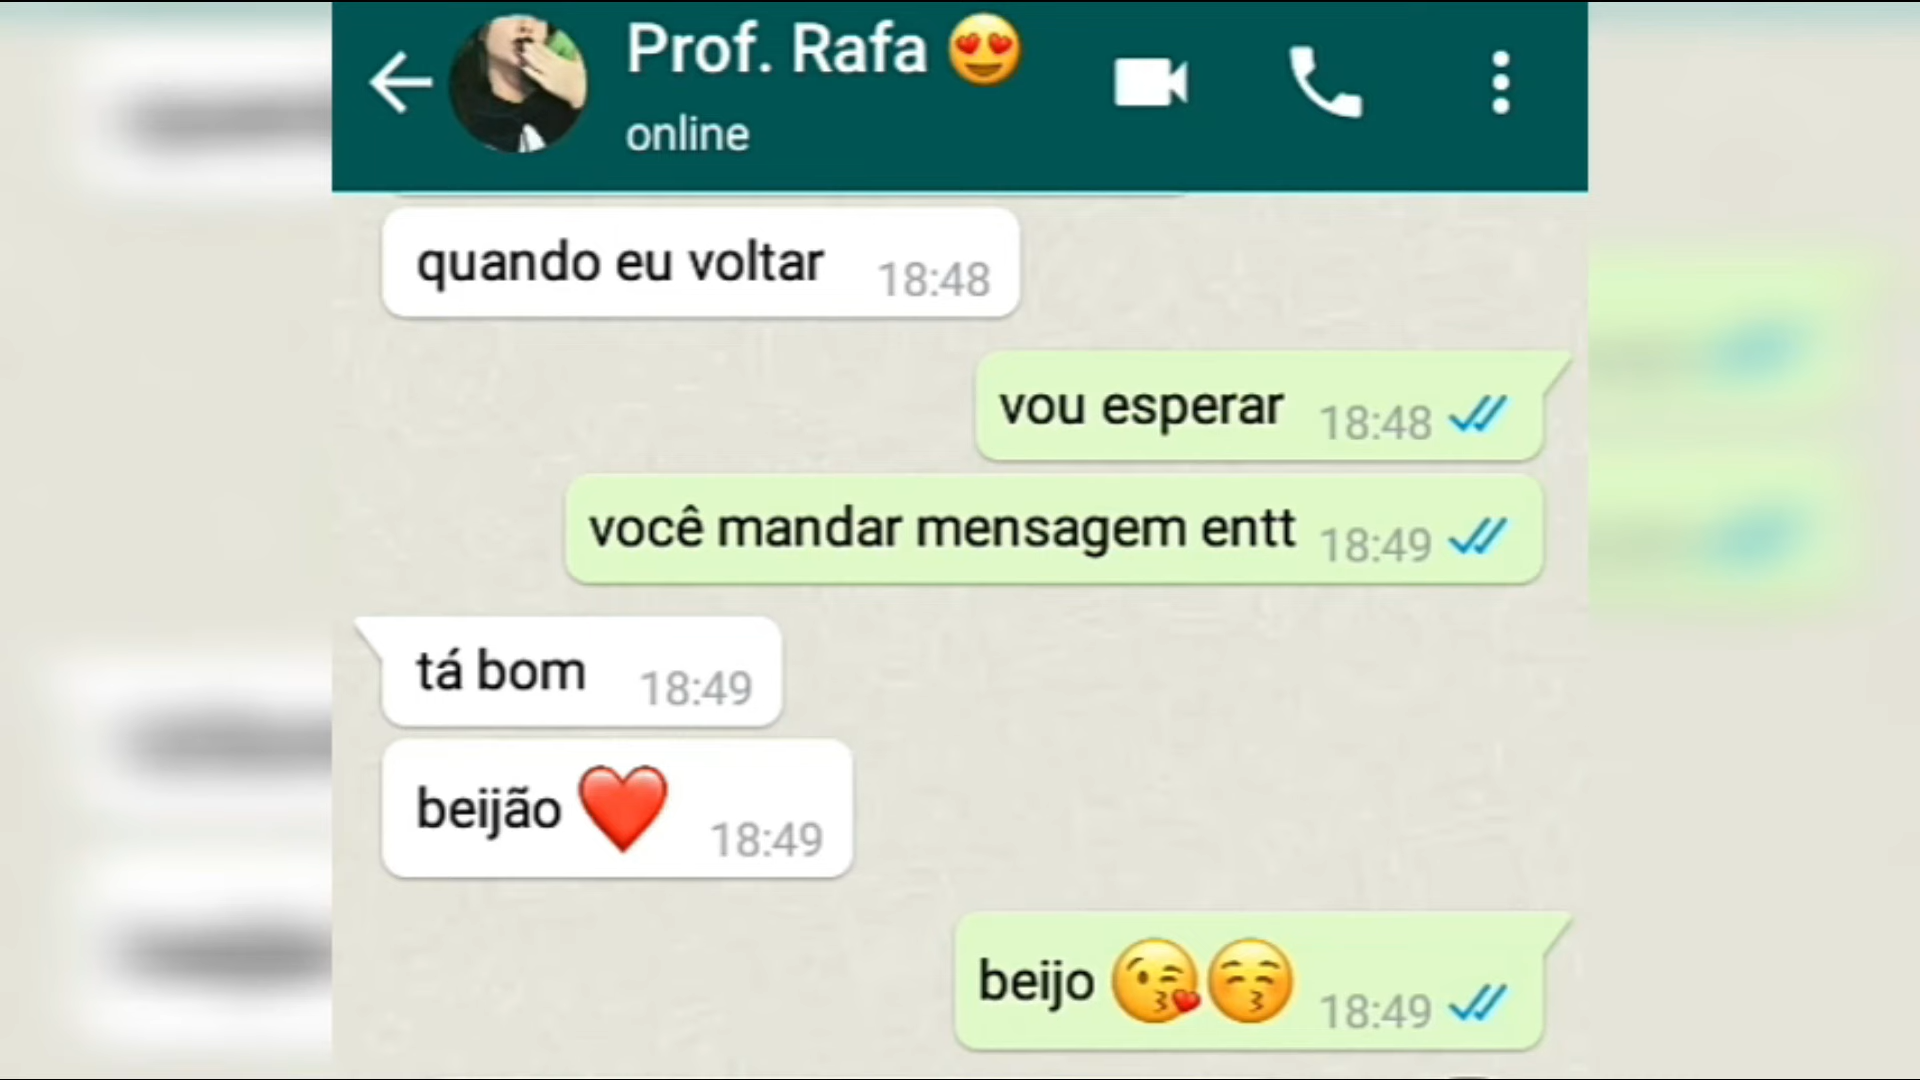 Prof. Rafa 😍
online
quando eu voltar 18:48
vou esperar 18:48
você mandar mensagem entt 18:49
tá bom 18:49
beijão ❤️ 18:49
beijo 😘😚 18:49